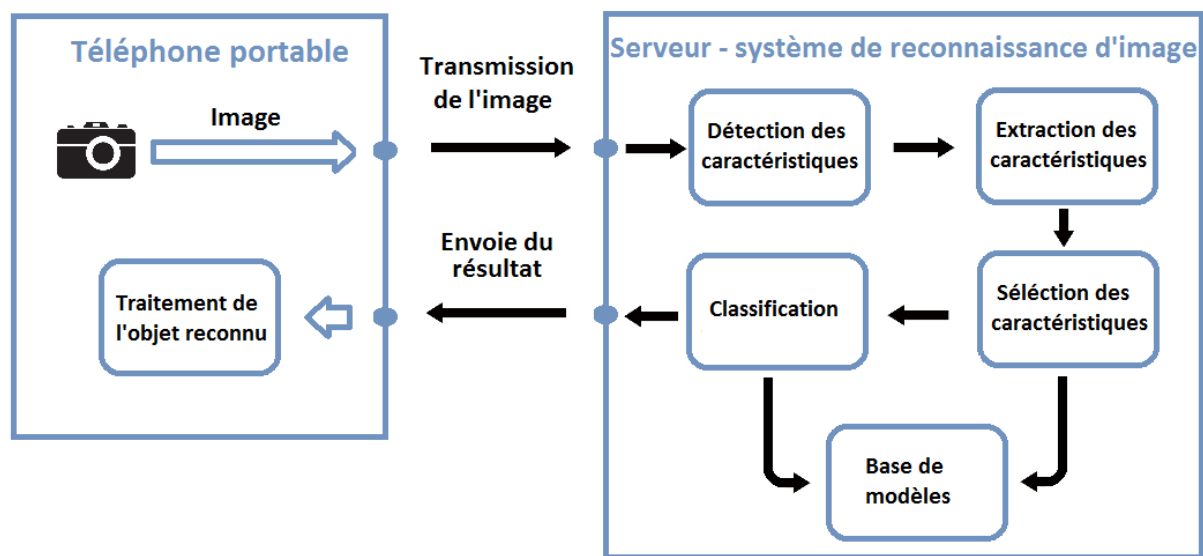 Téléphone portable
Image
Transmission
de l'image
Serveur - système de reconnaissance d'image
Détection des
caractéristiques
Extraction des
caractéristiques
Traitement de
l'objet reconnu
Envoie du
résultat
Classification
Séléction des
caractéristiques
Base de
modèles